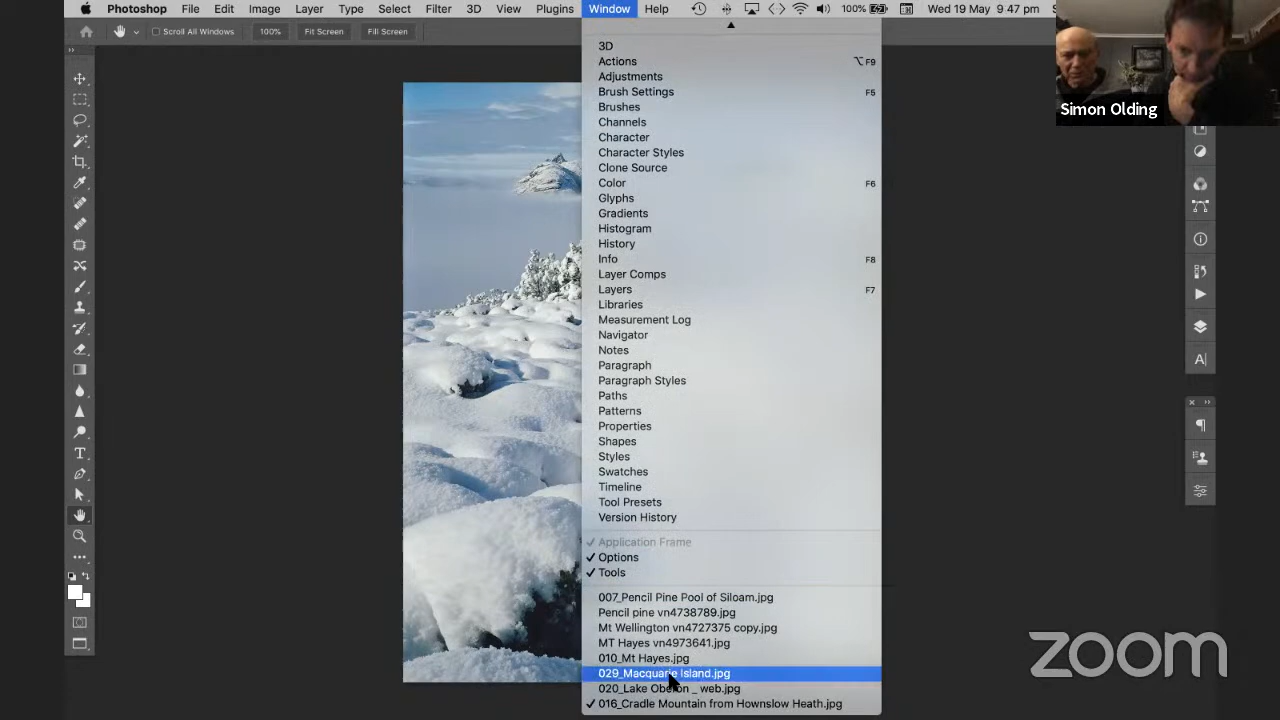 Photoshop File Edit Image Layer Type Select Filter 3D View Plugins Window Help 100% Wed 19 May 9:47 pm
Scroll All Windows 100% Fit Screen Fill Screen
3D
Actions ⌥F9
Adjustments
Brush Settings F5
Brushes
Channels
Character
Character Styles
Clone Source
Color F6
Glyphs
Gradients
Histogram
History
Info F8
Layer Comps
Layers F7
Libraries
Measurement Log
Navigator
Notes
Paragraph
Paragraph Styles
Paths
Patterns
Properties
Shapes
Styles
Swatches
Timeline
Tool Presets
Version History
✓ Application Frame
✓ Options
✓ Tools
007_Pencil Pine Pool of Siloam.jpg
Pencil pine vn4738789.jpg
Mt Wellington vn4727375 copy.jpg
MT Hayes vn4973641.jpg
010_Mt Hayes.jpg
029_Macquarie Island.jpg
020_Lake Oberon _ web.jpg
✓ 016_Cradle Mountain from Hownslow Heath.jpg
Simon Olding
zoom